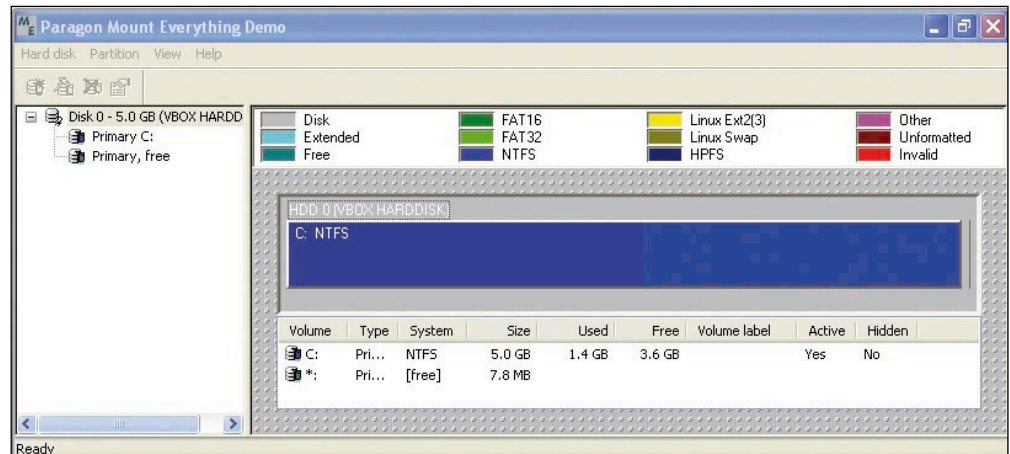 Paragon Mount Everything Demo
Hard disk Partition View Help
Disk 0 - 5.0 GB (VBOX HARDD
Primary C:
Primary, free
Disk FAT16 Linux Ext2(3) Other
Extended FAT32 Linux Swap Unformatted
Free NTFS HPFS Invalid
HDD 0 (VBOX HARDDISK)
C: NTFS
Volume Type System Size Used Free Volume label Active Hidden
C: Pri... NTFS 5.0 GB 1.4 GB 3.6 GB Yes No
*: Pri... [free] 7.8 MB
Ready